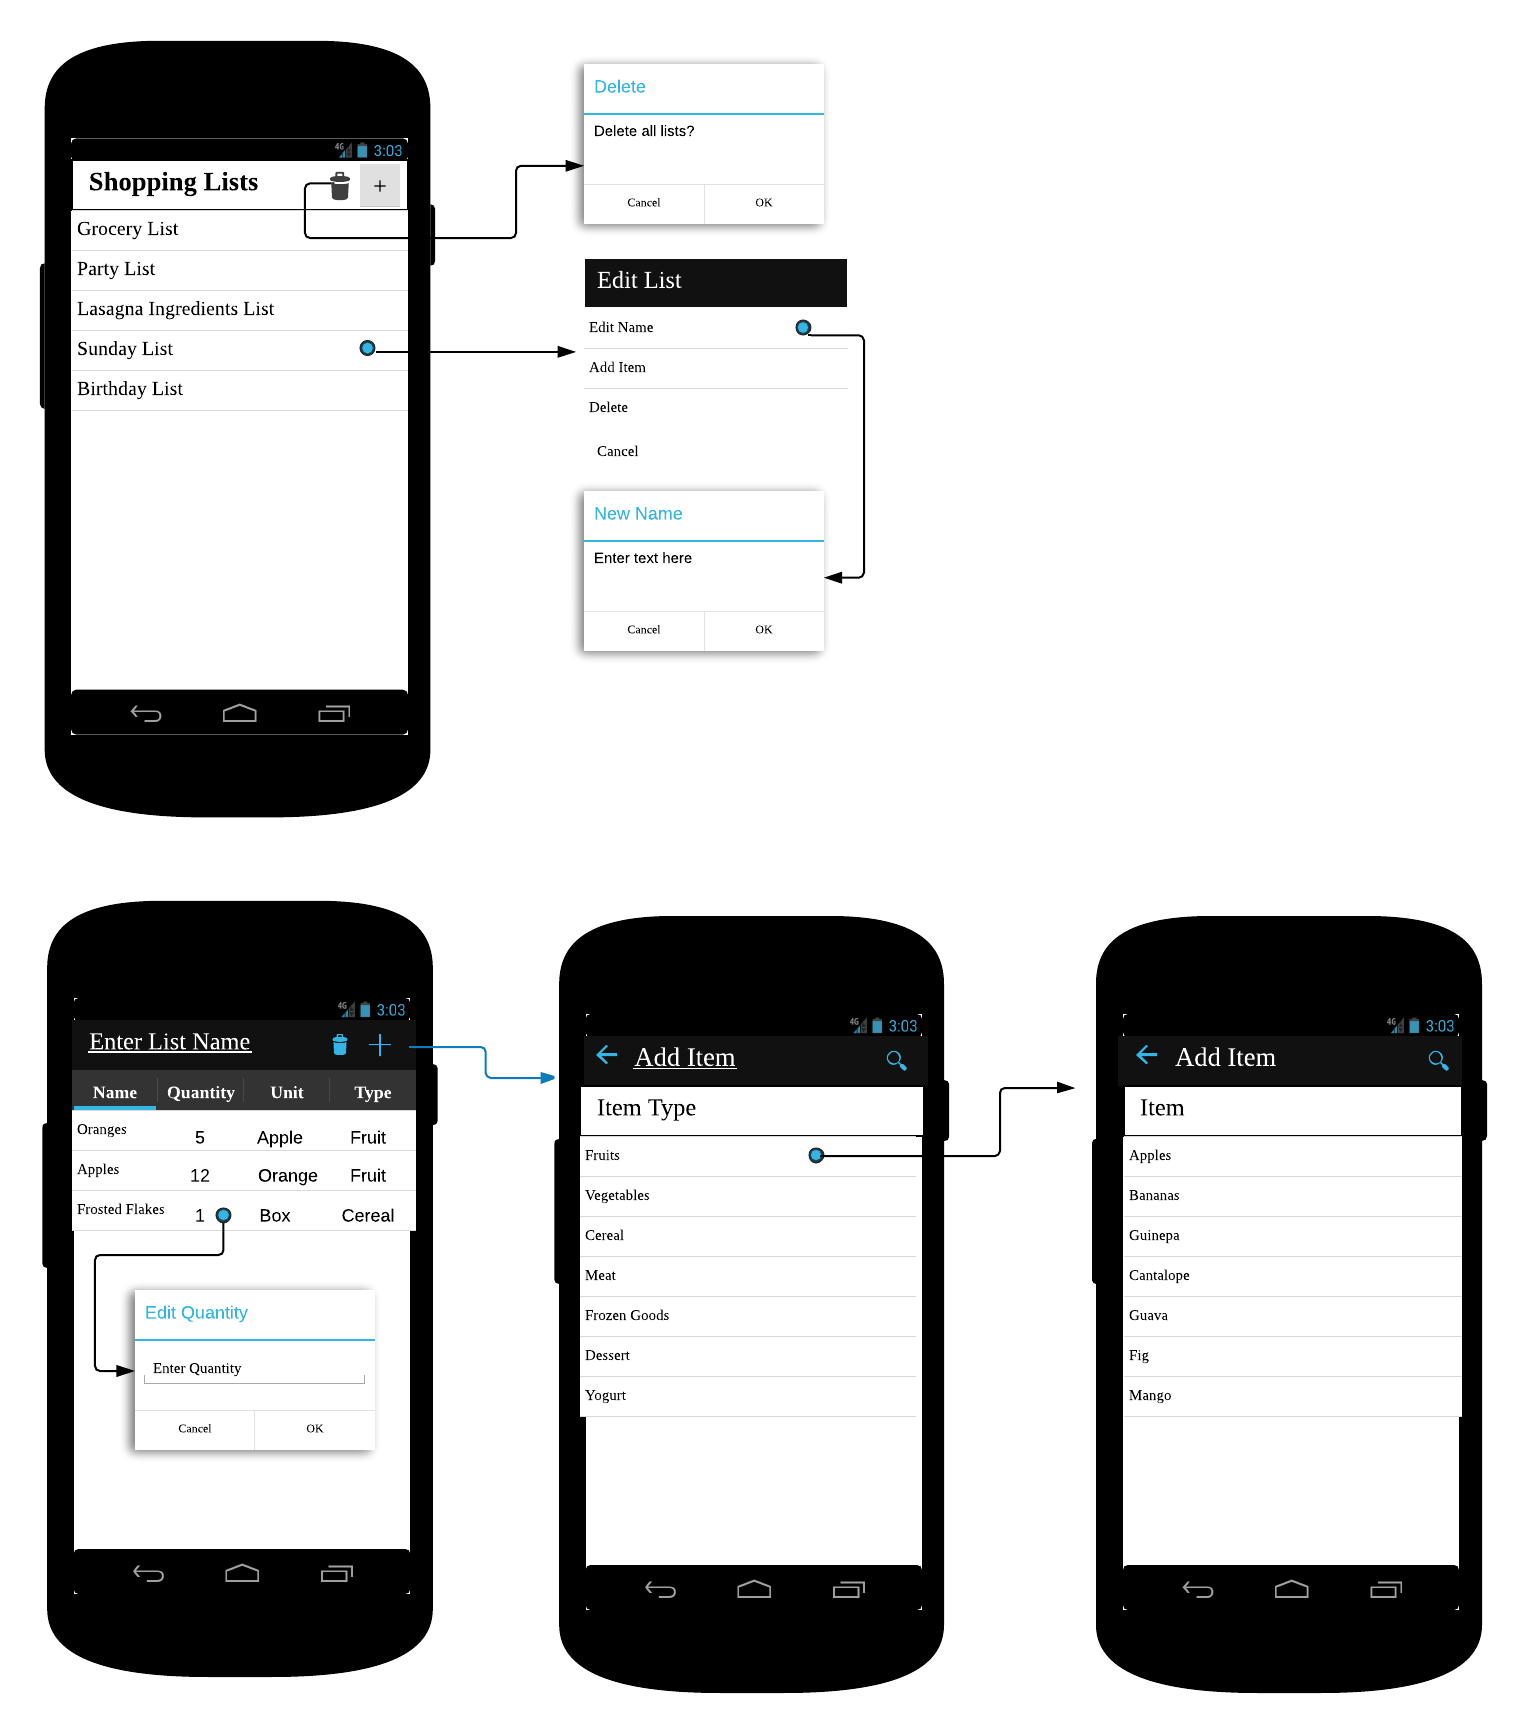 4G 3:03
Shopping Lists +
Grocery List
Party List
Lasagna Ingredients List
Sunday List
Birthday List
Delete
Delete all lists?
Cancel OK
Edit List
Edit Name
Add Item
Delete
Cancel
New Name
Enter text here
Cancel OK
4G 3:03
Enter List Name
Name Quantity Unit Type
Oranges 5 Apple Fruit
Apples 12 Orange Fruit
Frosted Flakes 1 Box Cereal
Edit Quantity
Enter Quantity
Cancel OK
4G 3:03
Add Item
Item Type
Fruits
Vegetables
Cereal
Meat
Frozen Goods
Dessert
Yogurt
4G 3:03
Add Item
Item
Apples
Bananas
Guinepa
Cantalope
Guava
Fig
Mango